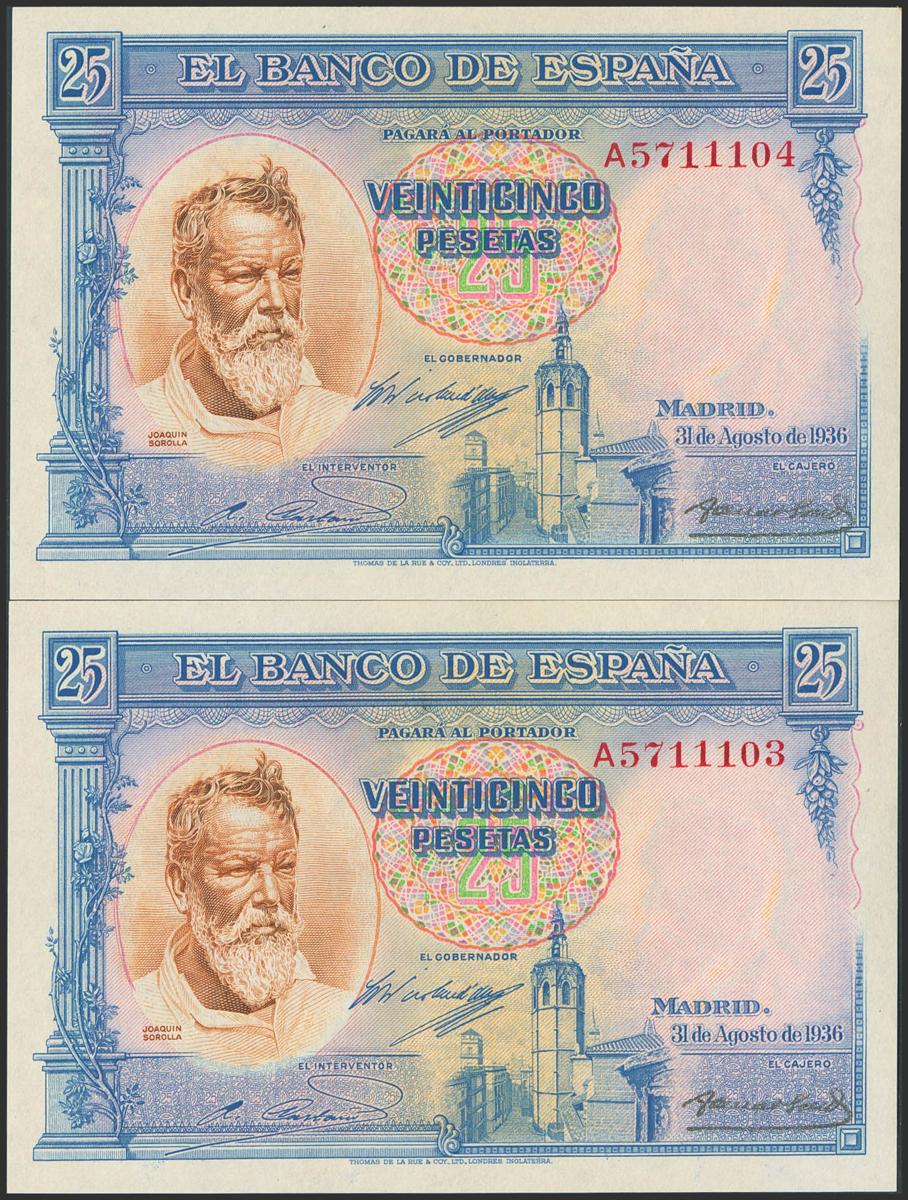 25 EL BANCO DE ESPAÑA 25
PAGARÁ AL PORTADOR
A5711104
VEINTICINCO
PESETAS
25
EL GOBERNADOR
MADRID.
31 de Agosto de 1936
JOAQUIN
SOROLLA
EL INTERVENTOR
EL CAJERO
THOMAS DE LA RUE & COY. LTD. LONDRES INGLATERRA.
25 EL BANCO DE ESPAÑA 25
PAGARÁ AL PORTADOR
A5711103
VEINTICINCO
PESETAS
25
EL GOBERNADOR
MADRID.
31 de Agosto de 1936
JOAQUIN
SOROLLA
EL INTERVENTOR
EL CAJERO
THOMAS DE LA RUE & COY. LTD. LONDRES INGLATERRA.